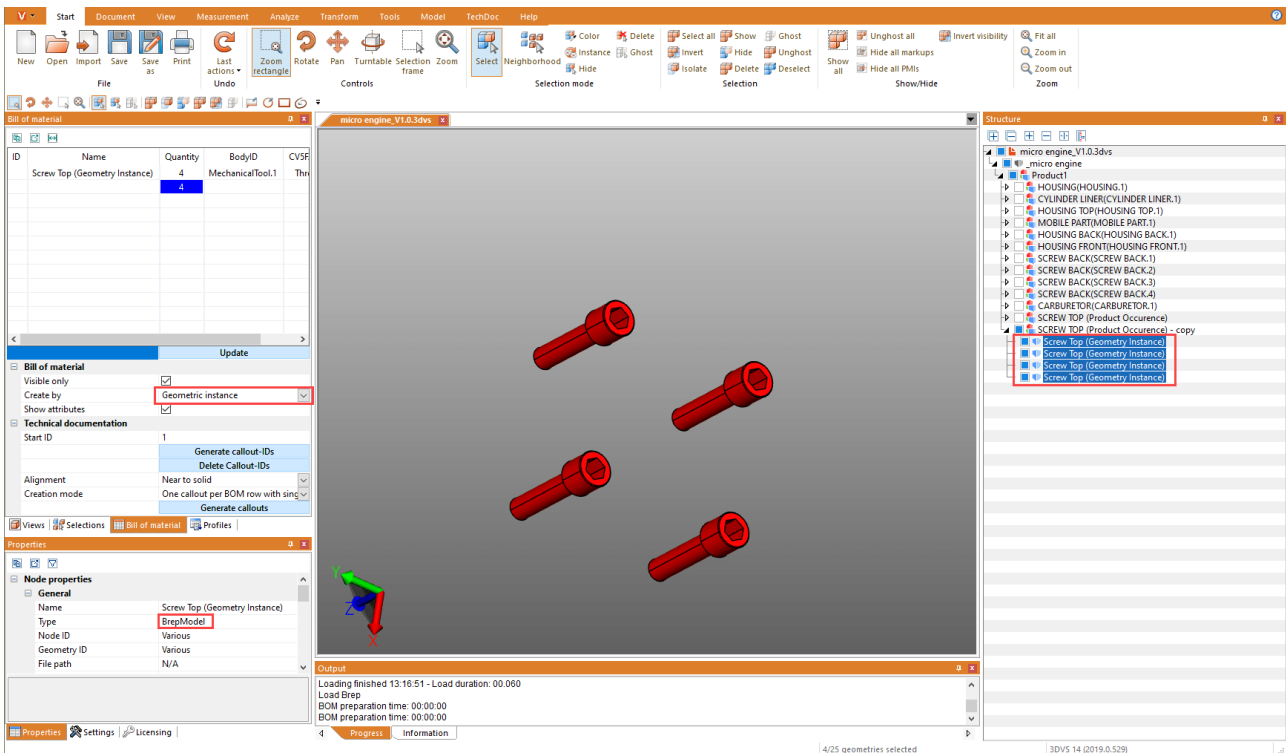 V Start Document View Measurement Analyze Transform Tools Model TechDoc Help
New Open Import Save Save as Print
File
Last actions
Undo
Zoom rectangle Rotate Pan Turntable Selection frame Zoom
Controls
Select Neighborhood Color Delete
Instance Ghost
Hide
Selection mode
Select all Show Ghost
Invert Hide Unghost
Isolate Delete Deselect
Selection
Show all Unghost all Invert visibility
Hide all markups
Hide all PMIs
Show/Hide
Fit all
Zoom in
Zoom out
Zoom
Bill of material
ID Name Quantity BodyID CV5F
Screw Top (Geometry Instance) 4 MechanicalTool.1 Thr
4
Update
Bill of material
Visible only
Create by Geometric instance
Show attributes
Technical documentation
Start ID 1
Generate callout-IDs
Delete Callout-IDs
Alignment Near to solid
Creation mode One callout per BOM row with sing
Generate callouts
Views Selections Bill of material Profiles
Properties
Node properties
General
Name Screw Top (Geometry Instance)
Type BrepModel
Node ID Various
Geometry ID Various
File path N/A
Properties Settings Licensing
micro engine_V1.0.3dvs
Y
Z
X
Output
Loading finished 13:16:51 - Load duration: 00.060
Load Brep
BOM preparation time: 00:00:00
BOM preparation time: 00:00:00
Progress Information
Structure
micro engine_V1.0.3dvs
_micro engine
Product1
HOUSING(HOUSING.1)
CYLINDER LINER(CYLINDER LINER.1)
HOUSING TOP(HOUSING TOP.1)
MOBILE PART(MOBILE PART.1)
HOUSING BACK(HOUSING BACK.1)
HOUSING FRONT(HOUSING FRONT.1)
SCREW BACK(SCREW BACK.1)
SCREW BACK(SCREW BACK.2)
SCREW BACK(SCREW BACK.3)
SCREW BACK(SCREW BACK.4)
CARBURETOR(CARBURETOR.1)
SCREW TOP (Product Occurence)
SCREW TOP (Product Occurence) - copy
Screw Top (Geometry Instance)
Screw Top (Geometry Instance)
Screw Top (Geometry Instance)
Screw Top (Geometry Instance)
4/25 geometries selected 3DVS 14 (2019.0.529)